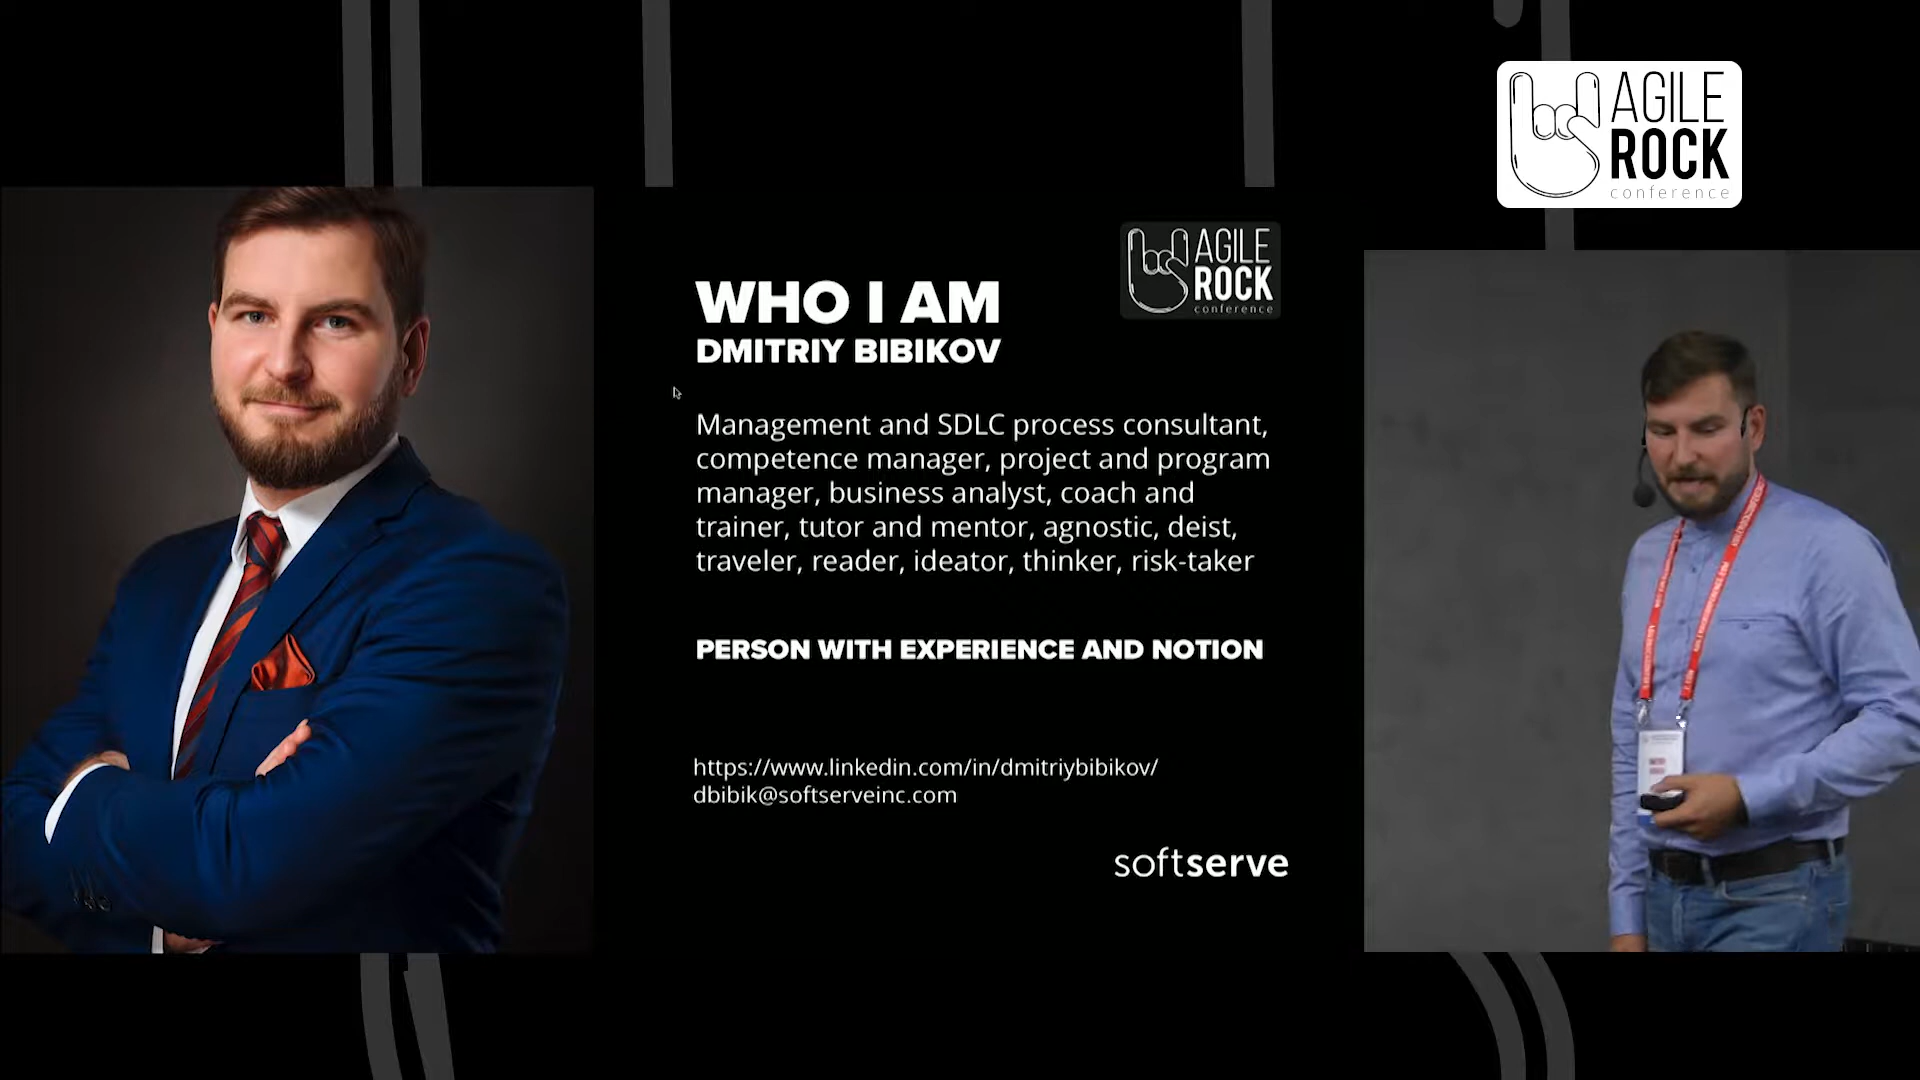 AGILE
ROCK
conference
AGILE
ROCK
conference
WHO I AM
DMITRIY BIBIKOV
Management and SDLC process consultant,
competence manager, project and program
manager, business analyst, coach and
trainer, tutor and mentor, agnostic, deist,
traveler, reader, ideator, thinker, risk-taker
PERSON WITH EXPERIENCE AND NOTION
https://www.linkedin.com/in/dmitriybibikov/
dbibik@softserveinc.com
softserve